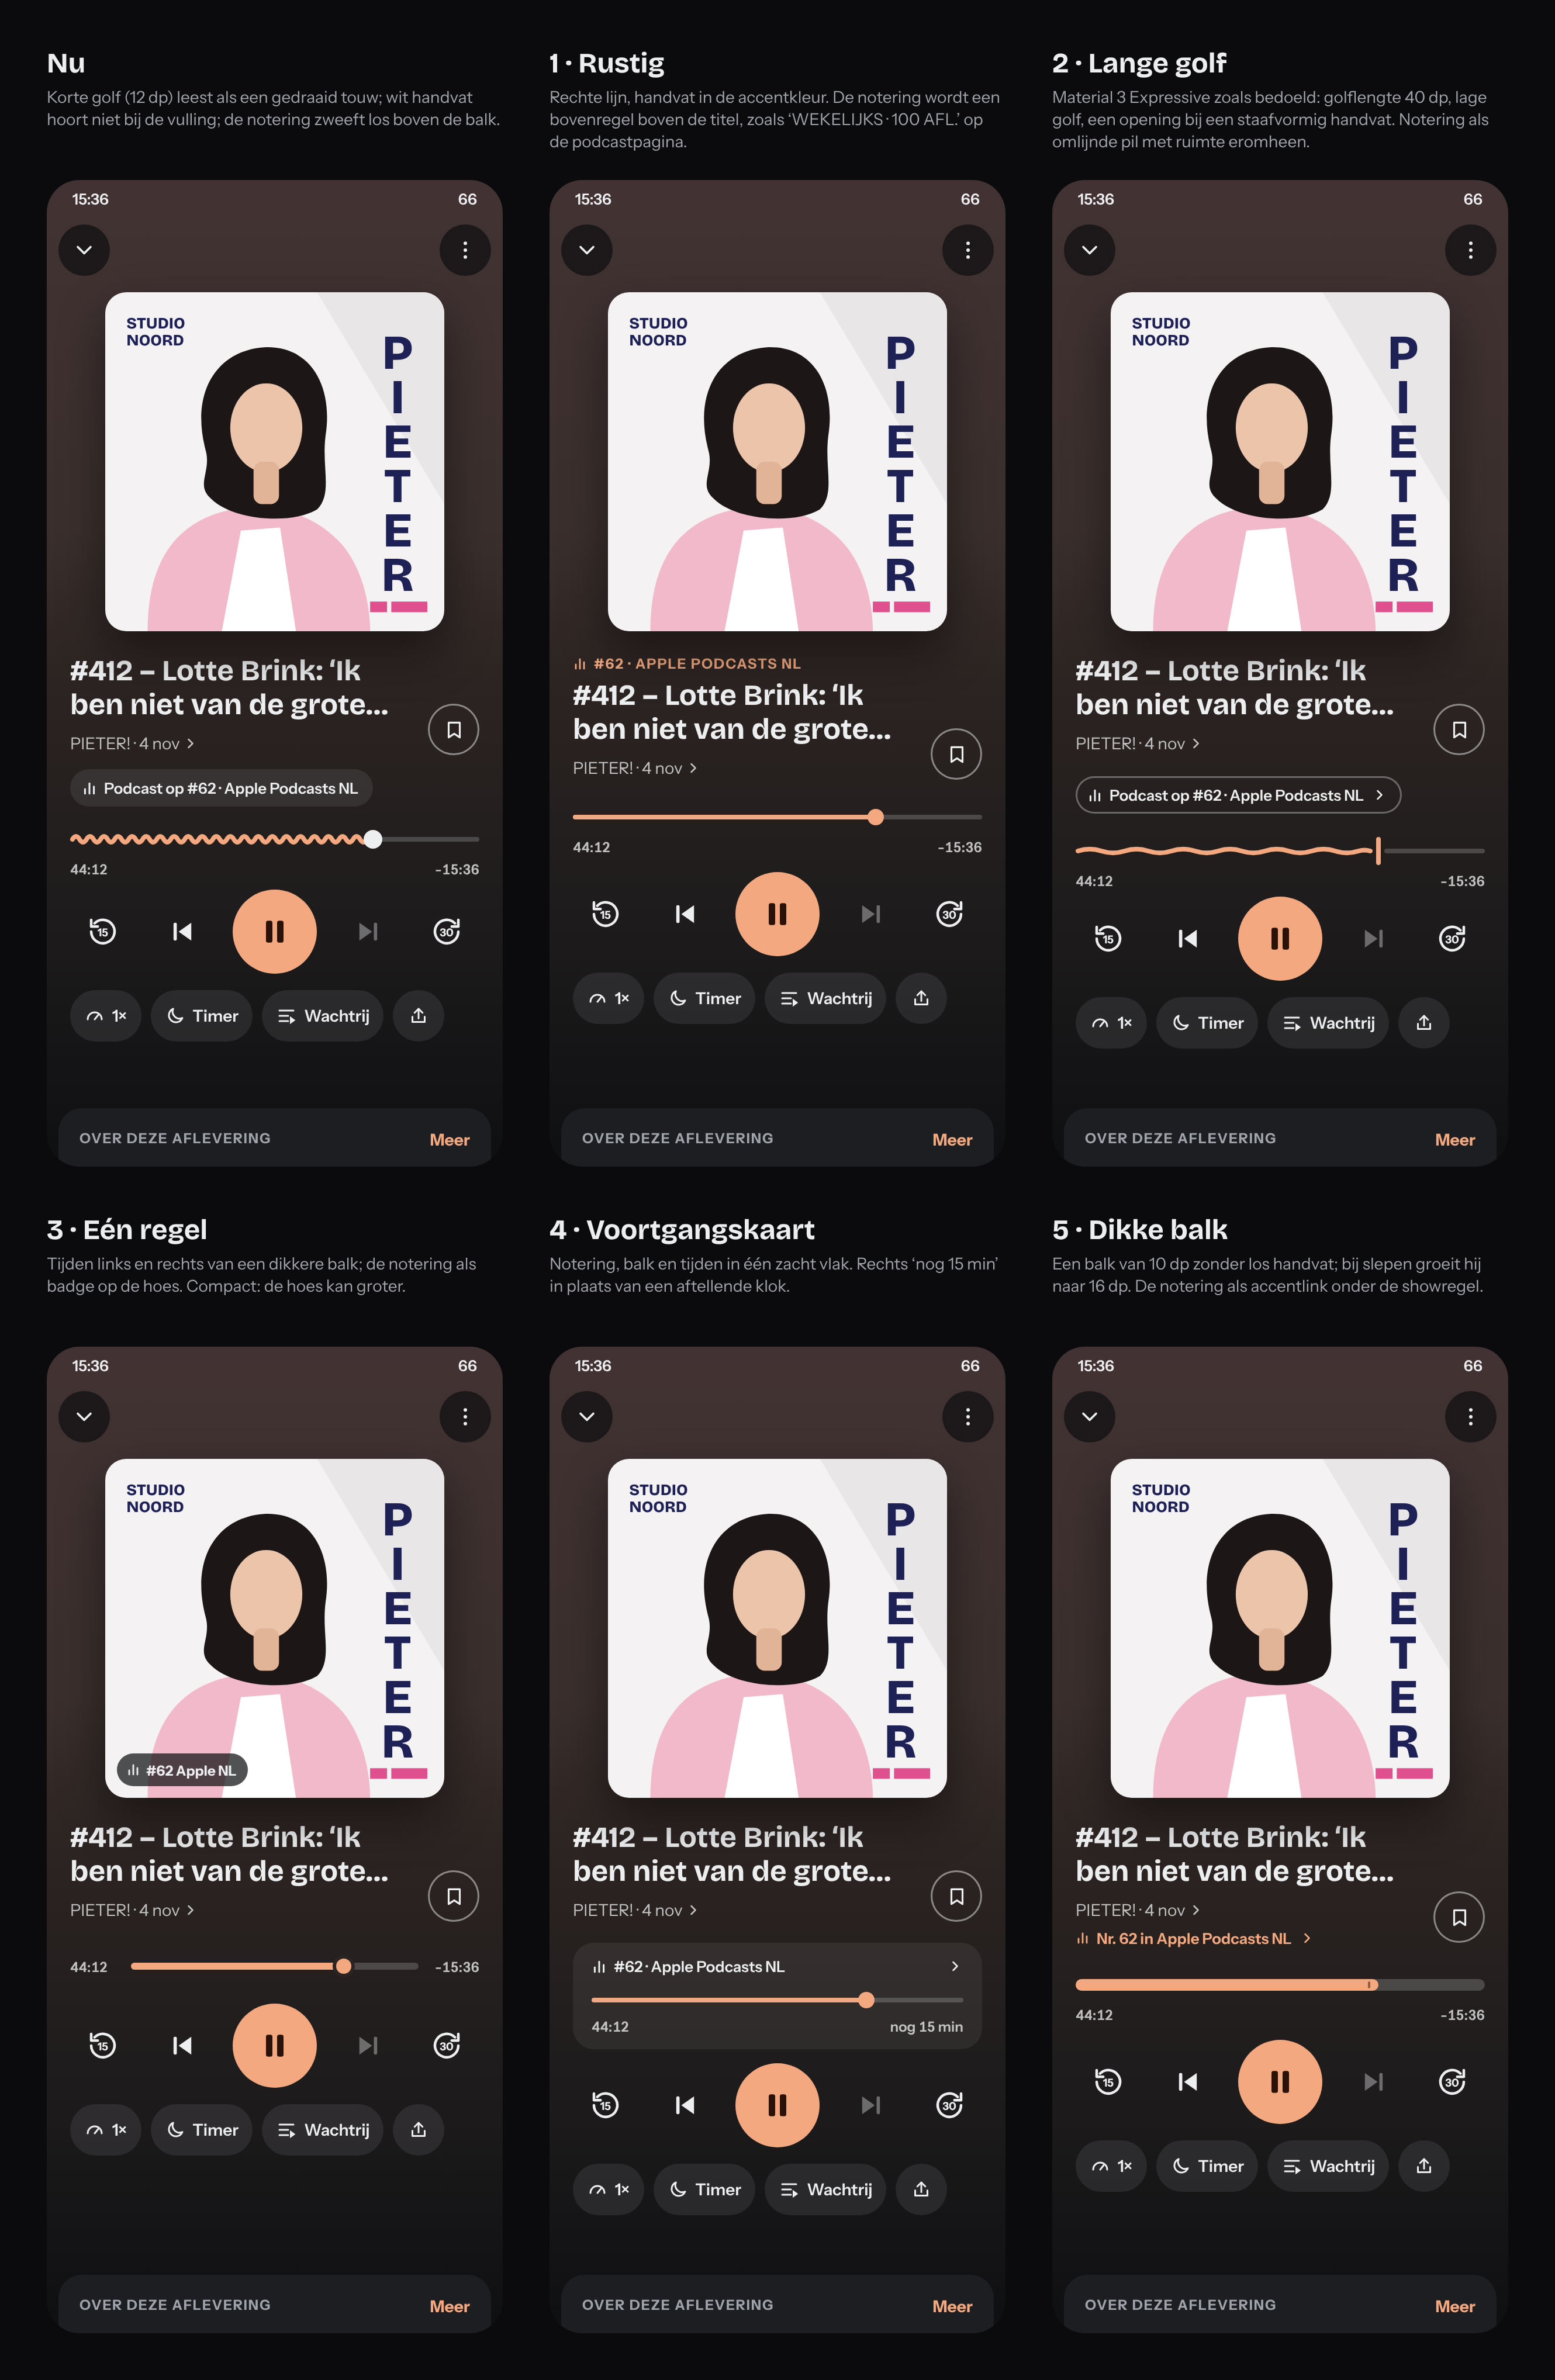 Nu
Korte golf (12 dp) leest als een gedraaid touw; wit handvat
hoort niet bij de vulling; de notering zweeft los boven de balk.
1 · Rustig
Rechte lijn, handvat in de accentkleur. De notering wordt een
bovenregel boven de titel, zoals ‘WEKELIJKS · 100 AFL.’ op
de podcastpagina.
2 · Lange golf
Material 3 Expressive zoals bedoeld: golflengte 40 dp, lage
golf, een opening bij een staafvormig handvat. Notering als
omlijnde pil met ruimte eromheen.
15:36
66
STUDIO
NOORD
PIETER
#412 – Lotte Brink: ‘Ik
ben niet van de grote...
PIETER! · 4 nov
Podcast op #62 · Apple Podcasts NL
44:12
-15:36
15
30
1×
Timer
Wachtrij
OVER DEZE AFLEVERING
Meer
15:36
66
STUDIO
NOORD
PIETER
#62 · APPLE PODCASTS NL
#412 – Lotte Brink: ‘Ik
ben niet van de grote...
PIETER! · 4 nov
44:12
-15:36
15
30
1×
Timer
Wachtrij
OVER DEZE AFLEVERING
Meer
15:36
66
STUDIO
NOORD
PIETER
#412 – Lotte Brink: ‘Ik
ben niet van de grote...
PIETER! · 4 nov
Podcast op #62 · Apple Podcasts NL
44:12
-15:36
15
30
1×
Timer
Wachtrij
OVER DEZE AFLEVERING
Meer
3 · Eén regel
Tijden links en rechts van een dikkere balk; de notering als
badge op de hoes. Compact: de hoes kan groter.
4 · Voortgangskaart
Notering, balk en tijden in één zacht vlak. Rechts ‘nog 15 min’
in plaats van een aftellende klok.
5 · Dikke balk
Een balk van 10 dp zonder los handvat; bij slepen groeit hij
naar 16 dp. De notering als accentlink onder de showregel.
15:36
66
STUDIO
NOORD
PIETER
#62 Apple NL
#412 – Lotte Brink: ‘Ik
ben niet van de grote...
PIETER! · 4 nov
44:12
-15:36
15
30
1×
Timer
Wachtrij
OVER DEZE AFLEVERING
Meer
15:36
66
STUDIO
NOORD
PIETER
#412 – Lotte Brink: ‘Ik
ben niet van de grote...
PIETER! · 4 nov
#62 · Apple Podcasts NL
44:12
nog 15 min
15
30
1×
Timer
Wachtrij
OVER DEZE AFLEVERING
Meer
15:36
66
STUDIO
NOORD
PIETER
#412 – Lotte Brink: ‘Ik
ben niet van de grote...
PIETER! · 4 nov
Nr. 62 in Apple Podcasts NL
44:12
-15:36
15
30
1×
Timer
Wachtrij
OVER DEZE AFLEVERING
Meer